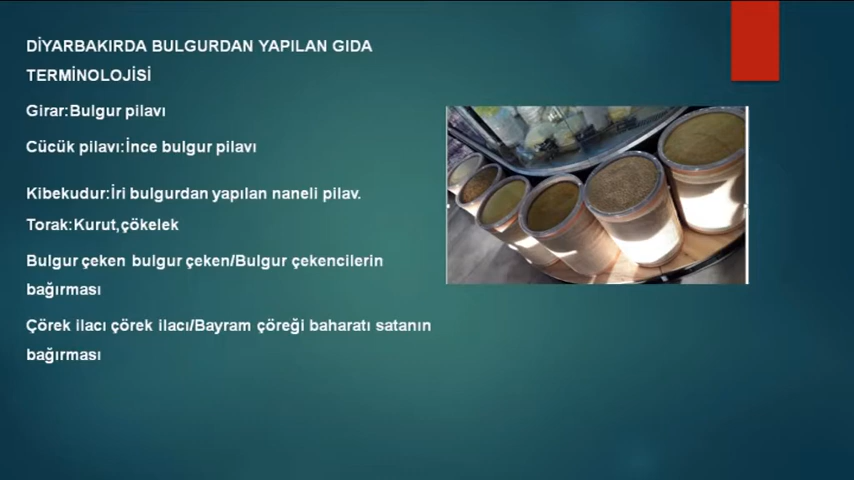 DİYARBAKIRDA BULGURDAN YAPILAN GIDA
TERMİNOLOJİSİ
Girar:Bulgur pilavı
Cücük pilavı:İnce bulgur pilavı
Kibekudur:İri bulgurdan yapılan naneli pilav.
Torak:Kurut,çökelek
Bulgur çeken bulgur çeken/Bulgur çekencilerin
bağırması
Çörek ilacı çörek ilacı/Bayram çöreği baharatı satanın
bağırması